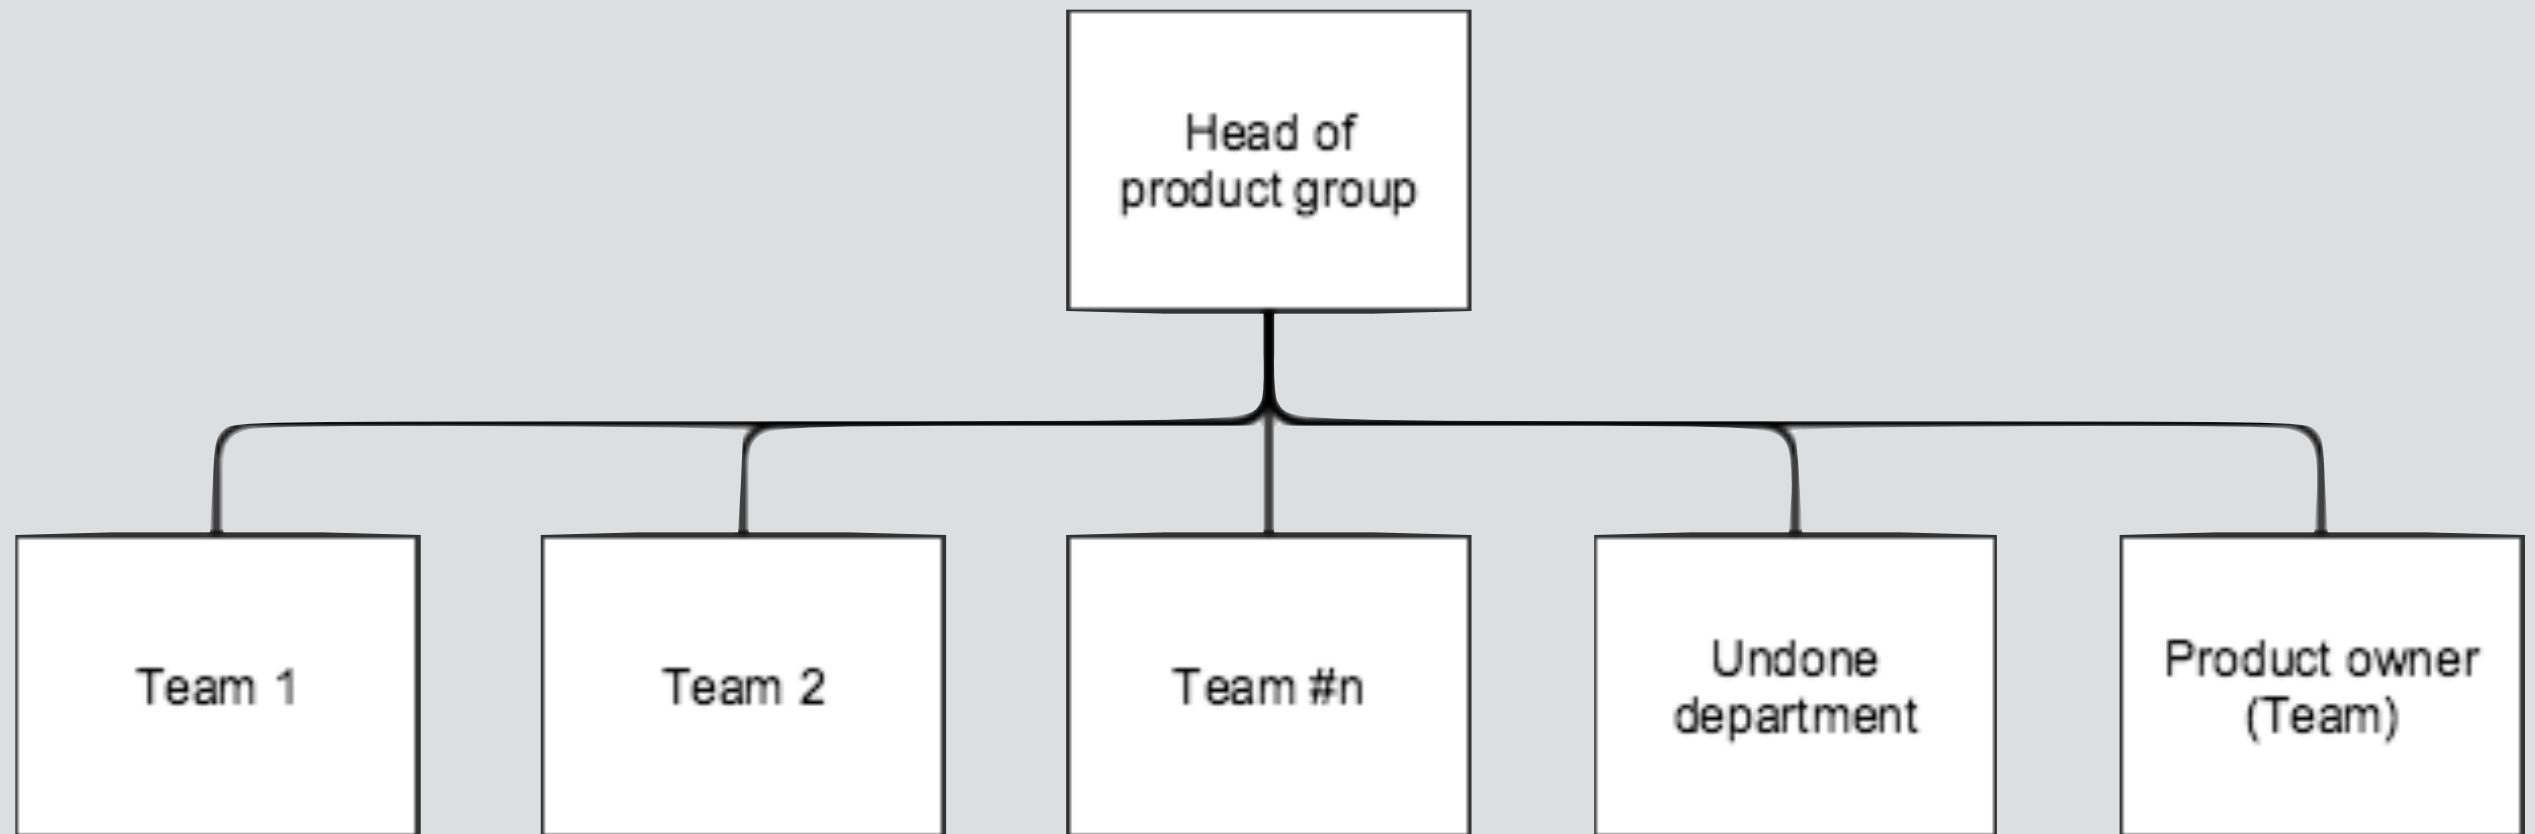 Head of
product group
Team 1
Team 2
Team #n
Undone
department
Product owner
(Team)